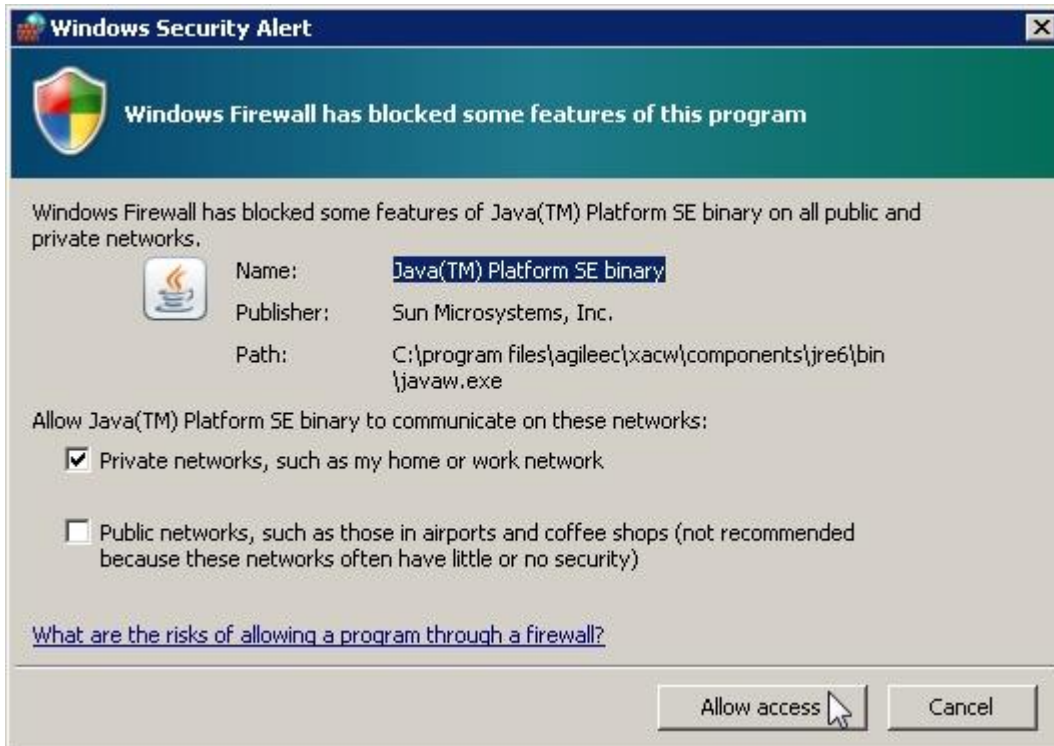 Windows Security Alert
Windows Firewall has blocked some features of this program
Windows Firewall has blocked some features of Java(TM) Platform SE binary on all public and
private networks.
Name: Java(TM) Platform SE binary
Publisher: Sun Microsystems, Inc.
Path: C:\program files\agileec\xacw\components\jre6\bin
\javaw.exe
Allow Java(TM) Platform SE binary to communicate on these networks:
Private networks, such as my home or work network
Public networks, such as those in airports and coffee shops (not recommended
because these networks often have little or no security)
What are the risks of allowing a program through a firewall?
Allow access Cancel